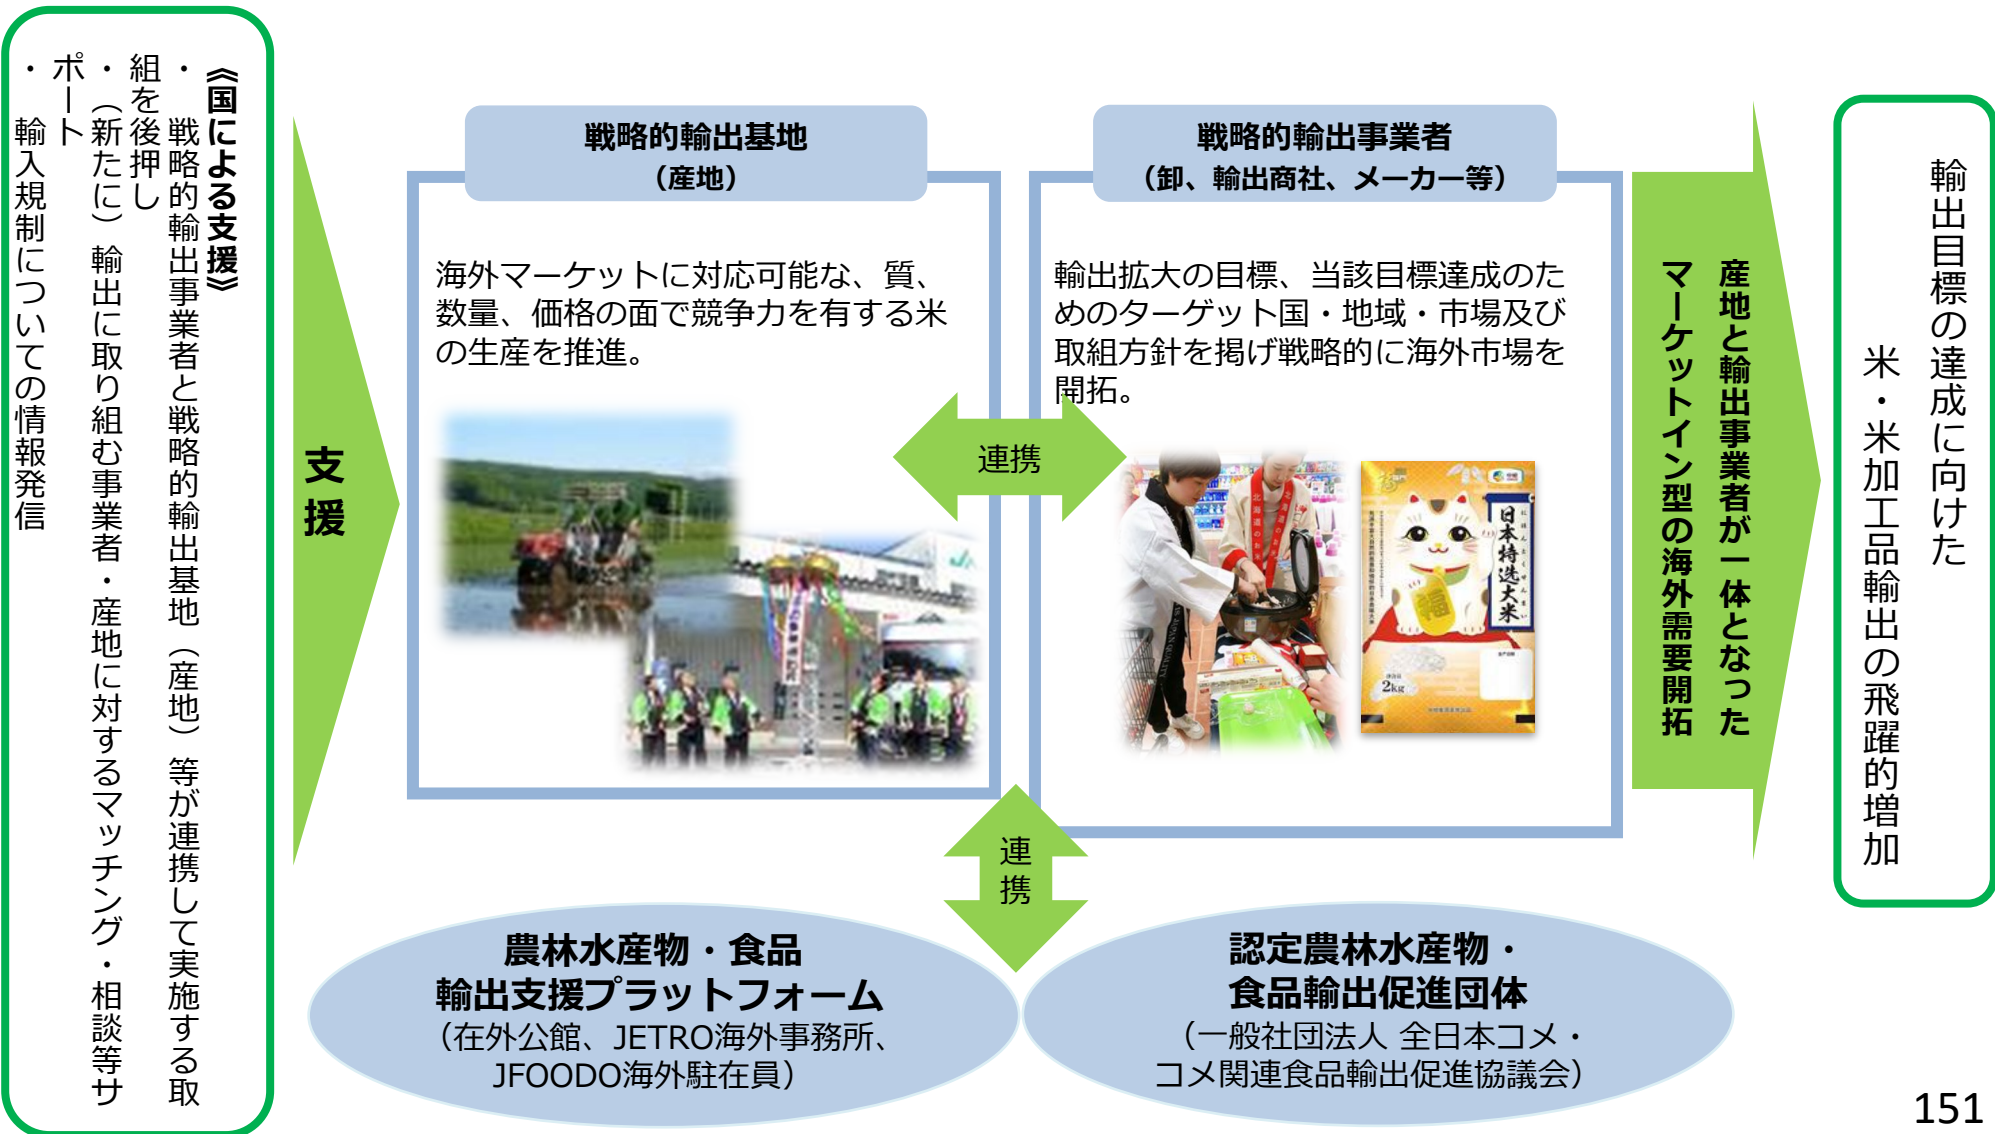 《国による支援》
・　戦略的輸出事業者と戦略的輸出基地（産地）等が連携して実施する取
組を後押し
・（新たに）輸出に取り組む事業者・産地に対するマッチング・相談等サ
ポート
・　輸入規制についての情報発信
支援
戦略的輸出基地
（産地）
海外マーケットに対応可能な、質、
数量、価格の面で競争力を有する米
の生産を推進。
連携
戦略的輸出事業者
（卸、輸出商社、メーカー等）
輸出拡大の目標、当該目標達成のた
めのターゲット国・地域・市場及び
取組方針を掲げ戦略的に海外市場を
開拓。
日本特選大米
福
2kg
連携
農林水産物・食品
輸出支援プラットフォーム
（在外公館、JETRO海外事務所、
JFOODO海外駐在員）
認定農林水産物・
食品輸出促進団体
（一般社団法人 全日本コメ・
コメ関連食品輸出促進協議会）
産地と輸出事業者が一体となった
マーケットイン型の海外需要開拓
輸出目標の達成に向けた
米・米加工品輸出の飛躍的増加
151